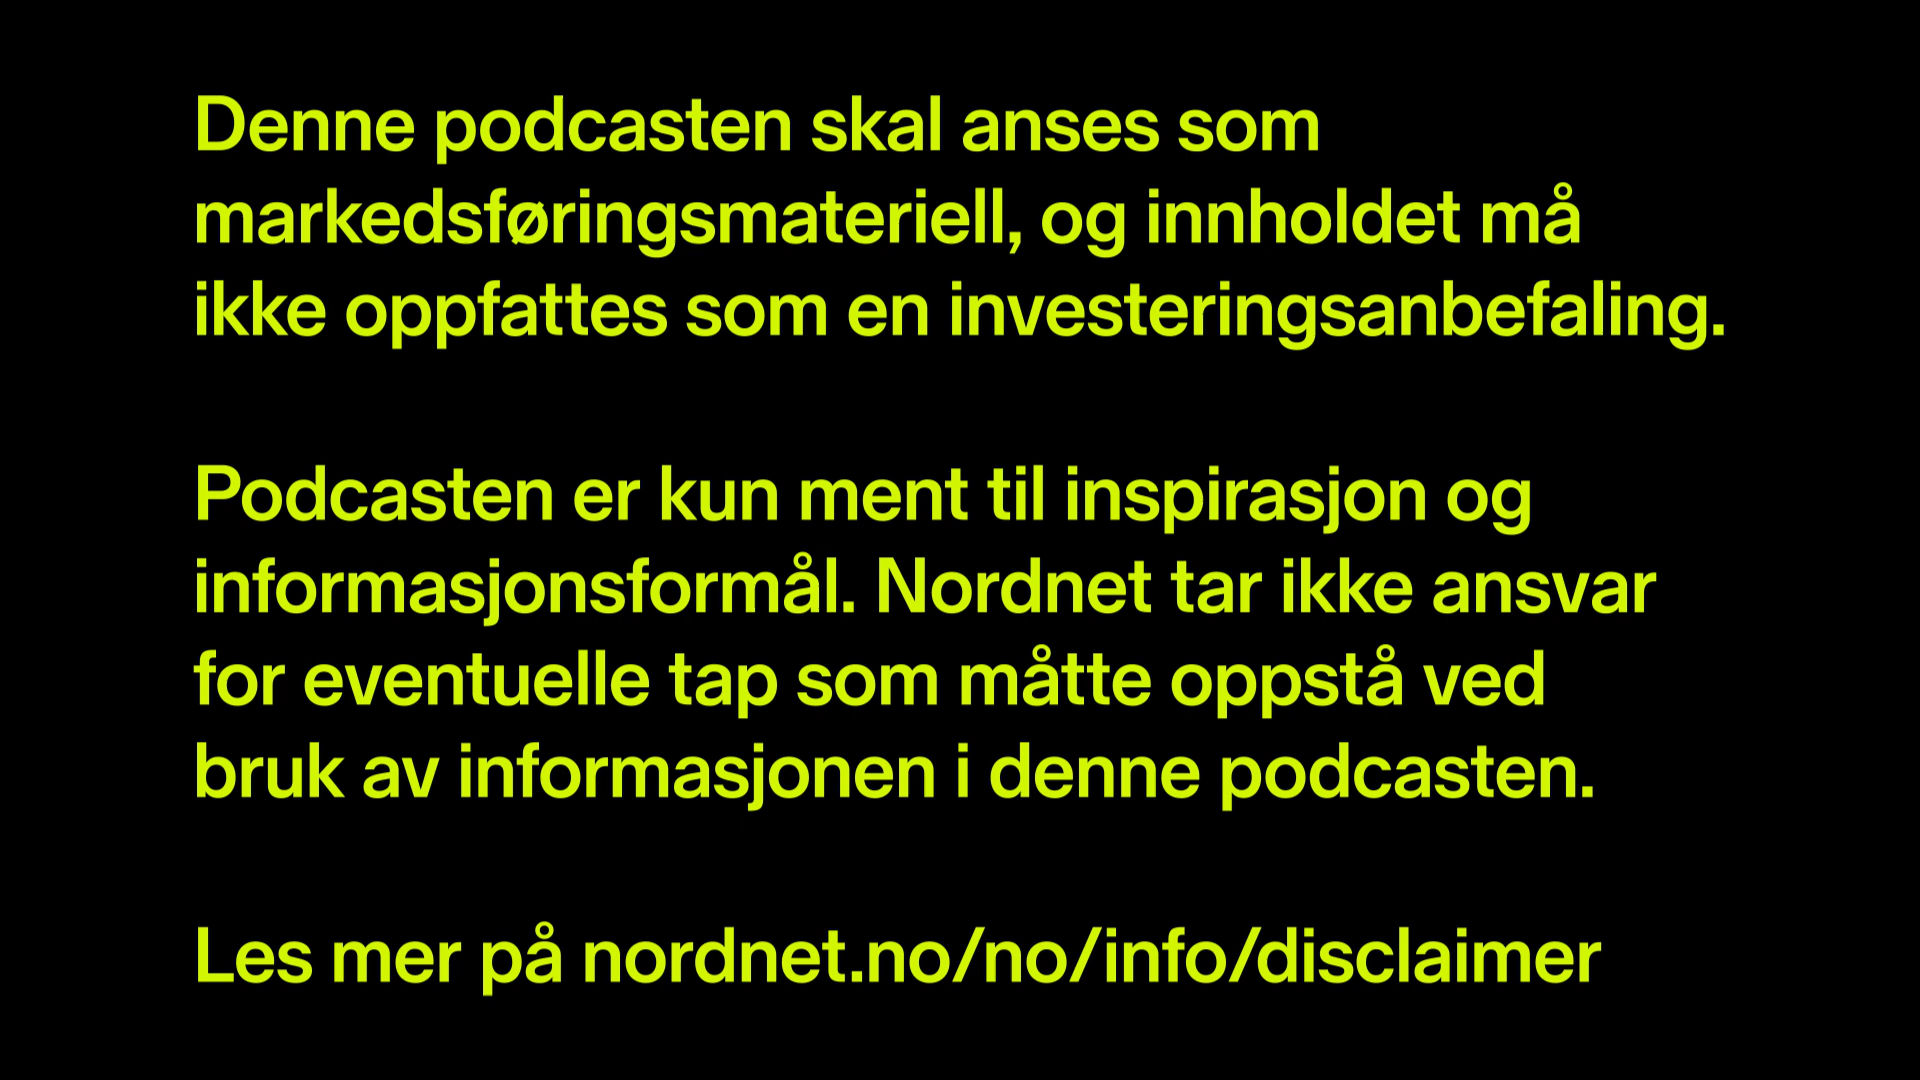 Denne podcasten skal anses som
markedsføringsmateriell, og innholdet må
ikke oppfattes som en investeringsanbefaling.
Podcasten er kun ment til inspirasjon og
informasjonsformål. Nordnet tar ikke ansvar
for eventuelle tap som måtte oppstå ved
bruk av informasjonen i denne podcasten.
Les mer på nordnet.no/no/info/disclaimer